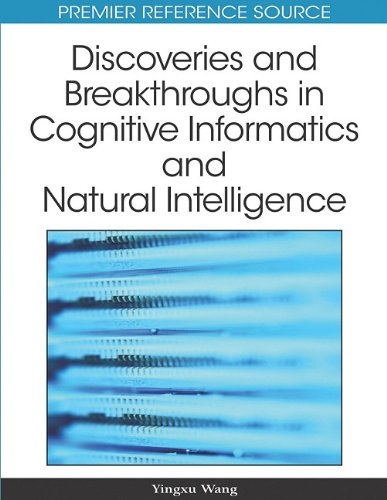 PREMIER REFERENCE SOURCE
Discoveries and
Breakthroughs in
Cognitive Informatics
and
Natural Intelligence
Yingxu Wang